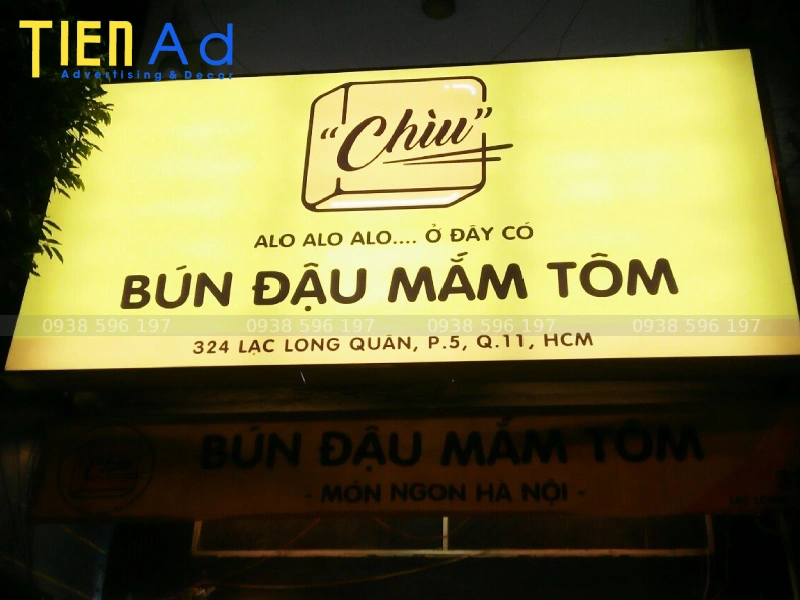 TIEN Ad
Advertising & Decor
"Chìu"
ALO ALO ALO.... Ở ĐÂY CÓ
BÚN ĐẬU MẮM TÔM
0938 596 197 0938 596 197 0938 596 197 0938 596 197
324 LẠC LONG QUÂN, P.5, Q.11, HCM
"Chìu"
BÚN ĐẬU MẮM TÔM
- MÓN NGON HÀ NỘI -